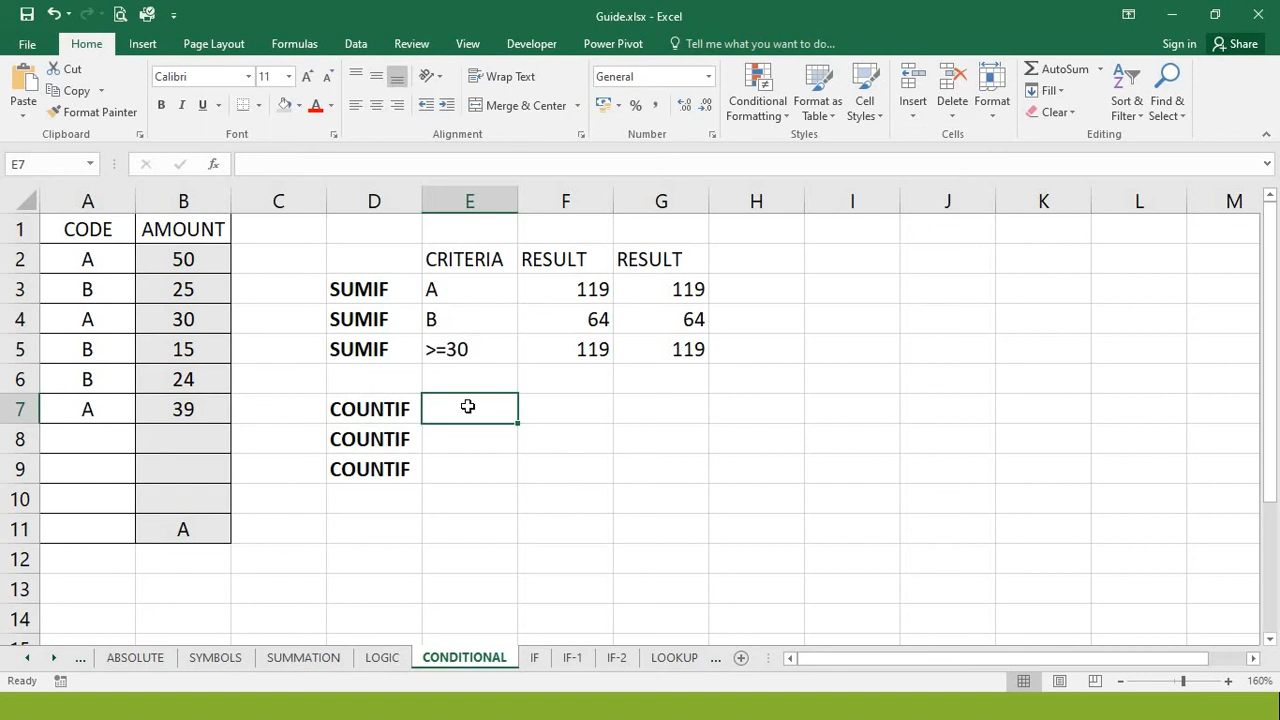 Guide.xlsx - Excel
File Home Insert Page Layout Formulas Data Review View Developer Power Pivot Tell me what you want to do... Sign in Share
Paste Cut Copy Format Painter Clipboard
Calibri 11 B I U A Font
Wrap Text Merge & Center Alignment
General % , Number
Conditional Formatting Format as Table Cell Styles Styles
Insert Delete Format Cells
AutoSum Fill Clear Sort & Filter Find & Select Editing
E7 fx
A B C D E F G H I J K L M
1 CODE AMOUNT
2 A 50 CRITERIA RESULT RESULT
3 B 25 SUMIF A 119 119
4 A 30 SUMIF B 64 64
5 B 15 SUMIF >=30 119 119
6 B 24
7 A 39 COUNTIF
8 COUNTIF
9 COUNTIF
10
11 A
12
13
14
... ABSOLUTE SYMBOLS SUMMATION LOGIC CONDITIONAL IF IF-1 IF-2 LOOKUP ...
Ready 160%